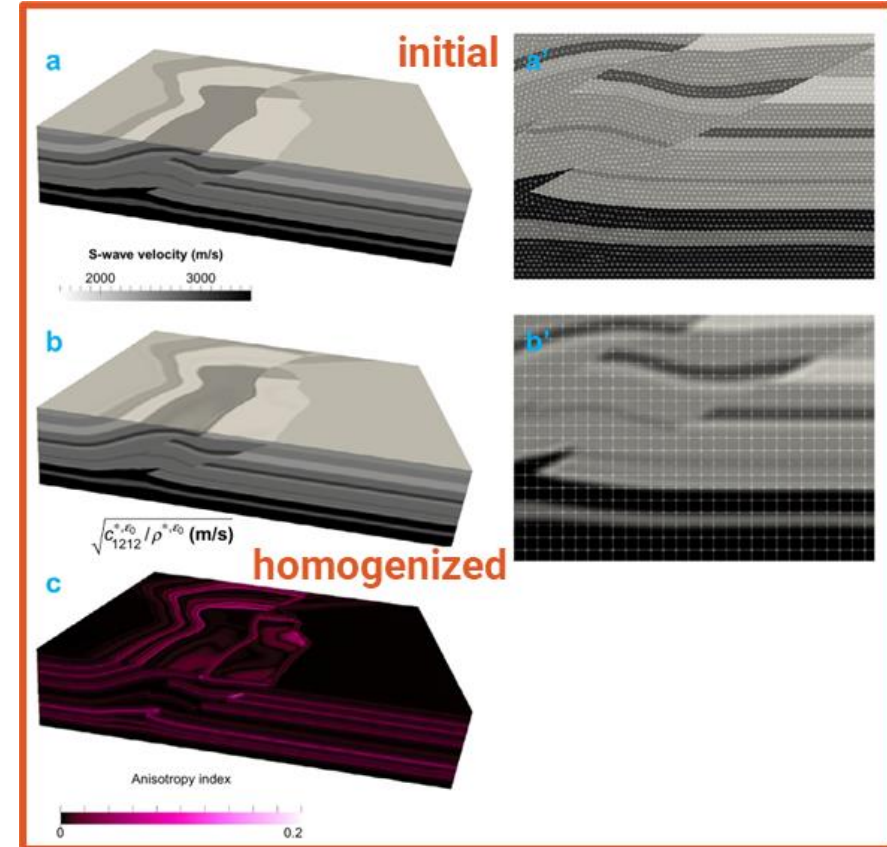 initial
a
a'
S-wave velocity (m/s)
2000 3000
b
b'
√c*,ε0 1212 / ρ*,ε0 (m/s)
homogenized
c
Anisotropy index
0 0.2